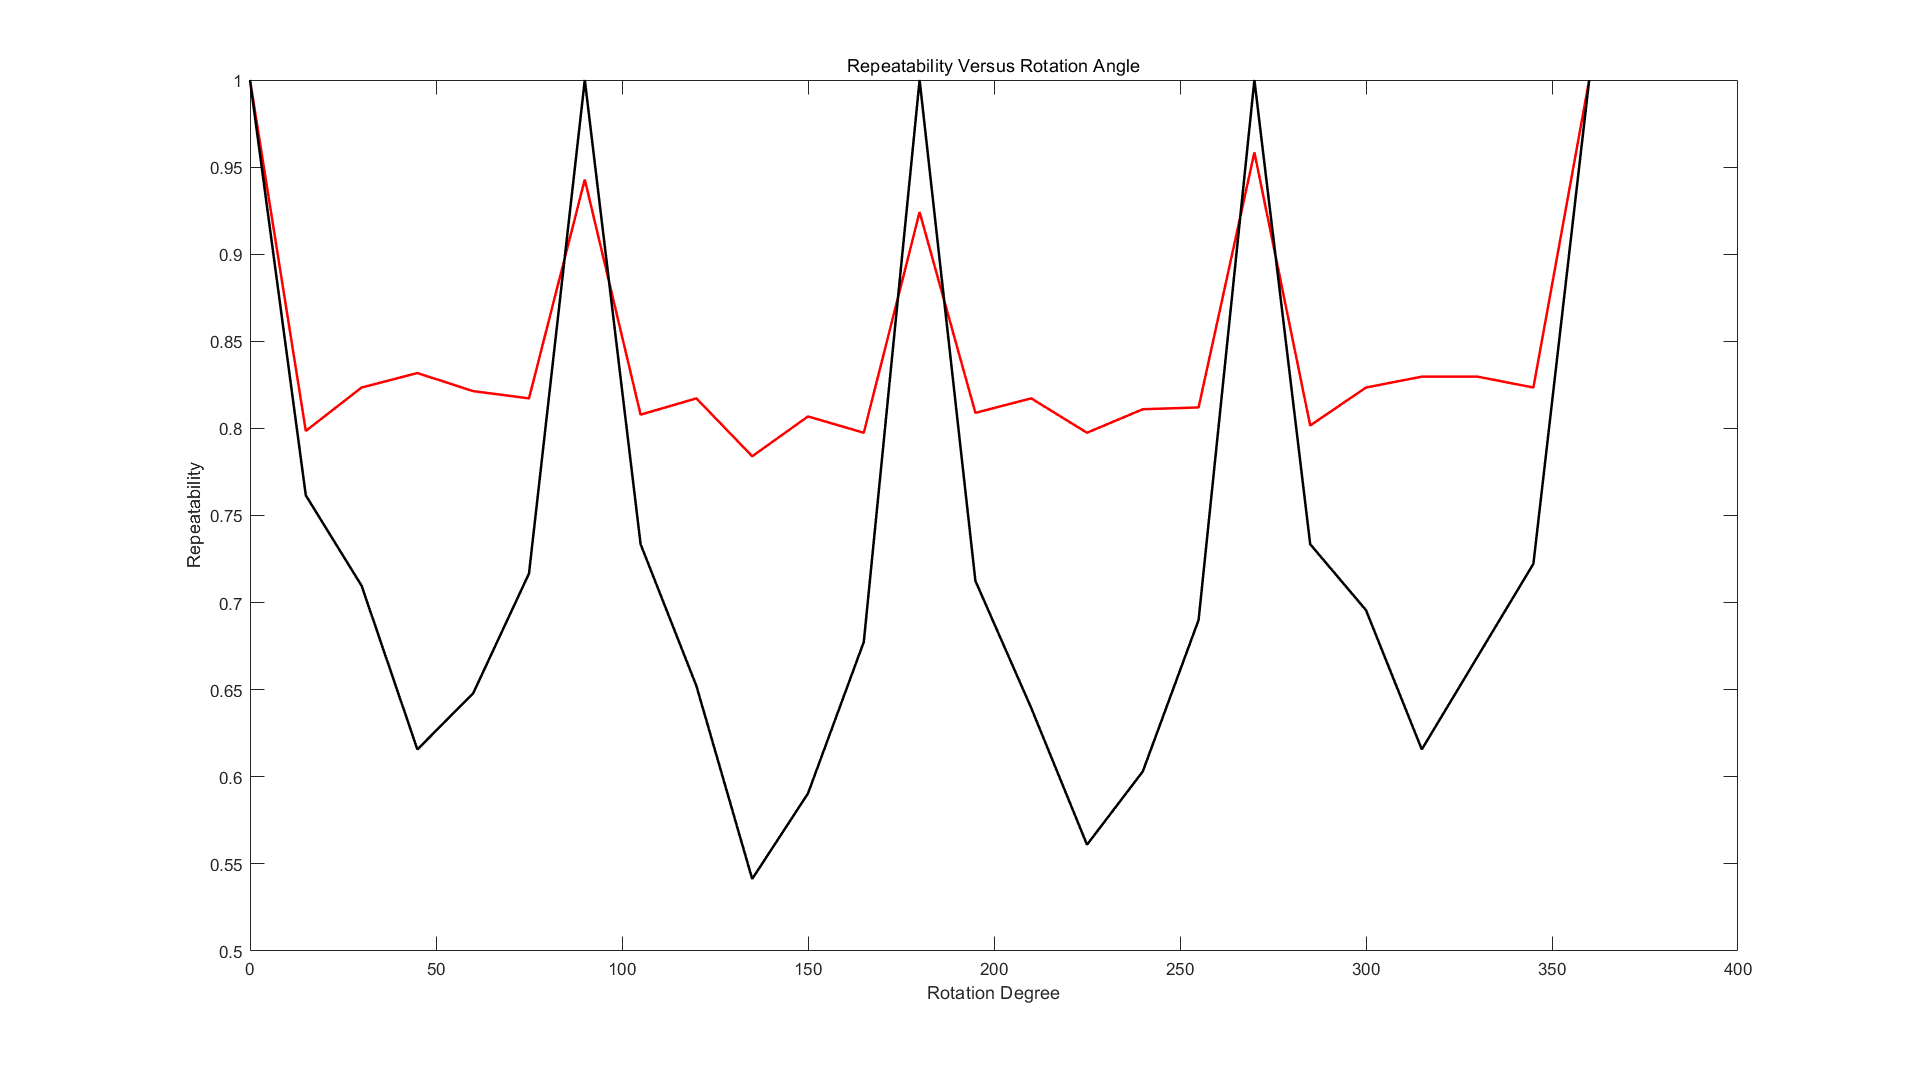 Repeatability Versus Rotation Angle
1
0.95
0.9
0.85
0.8
0.75
0.7
0.65
0.6
0.55
0.5
Repeatability
0 50 100 150 200 250 300 350 400
Rotation Degree